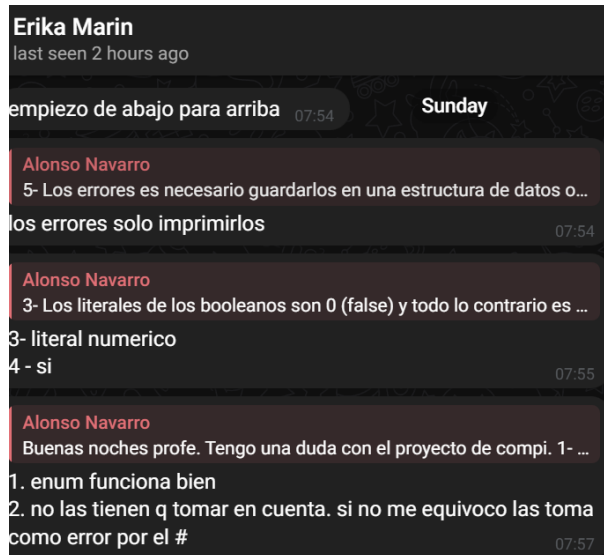 Erika Marin
last seen 2 hours ago
empiezo de abajo para arriba 07:54
Sunday
Alonso Navarro
5- Los errores es necesario guardarlos en una estructura de datos o...
los errores solo imprimirlos 07:54
Alonso Navarro
3- Los literales de los booleanos son 0 (false) y todo lo contrario es ...
3- literal numerico
4 - si 07:55
Alonso Navarro
Buenas noches profe. Tengo una duda con el proyecto de compi. 1- ...
1. enum funciona bien
2. no las tienen q tomar en cuenta. si no me equivoco las toma
como error por el # 07:57